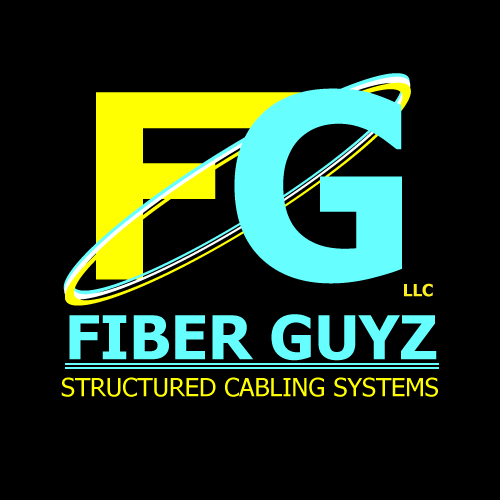 FG
LLC
FIBER GUYZ
STRUCTURED CABLING SYSTEMS